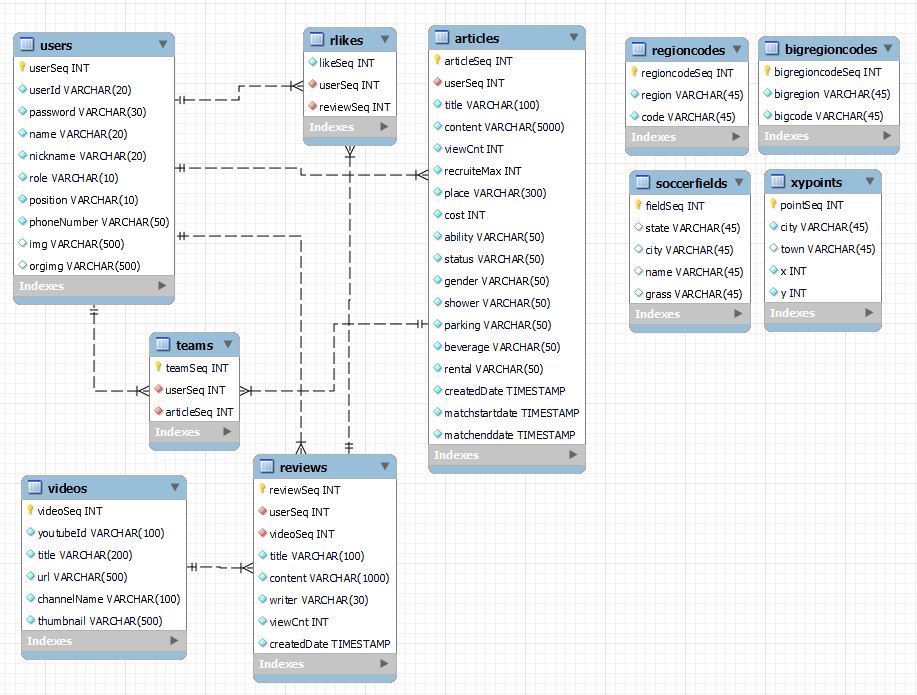 users
userSeq INT
userId VARCHAR(20)
password VARCHAR(30)
name VARCHAR(20)
nickname VARCHAR(20)
role VARCHAR(10)
position VARCHAR(10)
phoneNumber VARCHAR(50)
img VARCHAR(500)
orgimg VARCHAR(500)
Indexes
rlikes
likeSeq INT
userSeq INT
reviewSeq INT
Indexes
articles
articleSeq INT
userSeq INT
title VARCHAR(100)
content VARCHAR(5000)
viewCnt INT
recruiteMax INT
place VARCHAR(300)
cost INT
ability VARCHAR(50)
status VARCHAR(50)
gender VARCHAR(50)
shower VARCHAR(50)
parking VARCHAR(50)
beverage VARCHAR(50)
rental VARCHAR(50)
createdDate TIMESTAMP
matchstartdate TIMESTAMP
matchenddate TIMESTAMP
Indexes
regioncodes
regioncodeSeq INT
region VARCHAR(45)
code VARCHAR(45)
Indexes
bigregioncodes
bigregioncodeSeq INT
bigregion VARCHAR(45)
bigcode VARCHAR(45)
Indexes
soccerfields
fieldSeq INT
state VARCHAR(45)
city VARCHAR(45)
name VARCHAR(45)
grass VARCHAR(45)
Indexes
xypoints
pointSeq INT
city VARCHAR(45)
town VARCHAR(45)
x INT
y INT
Indexes
teams
teamSeq INT
userSeq INT
articleSeq INT
Indexes
videos
videoSeq INT
youtubeId VARCHAR(100)
title VARCHAR(200)
url VARCHAR(500)
channelName VARCHAR(100)
thumbnail VARCHAR(500)
Indexes
reviews
reviewSeq INT
userSeq INT
videoSeq INT
title VARCHAR(100)
content VARCHAR(1000)
writer VARCHAR(30)
viewCnt INT
createdDate TIMESTAMP
Indexes